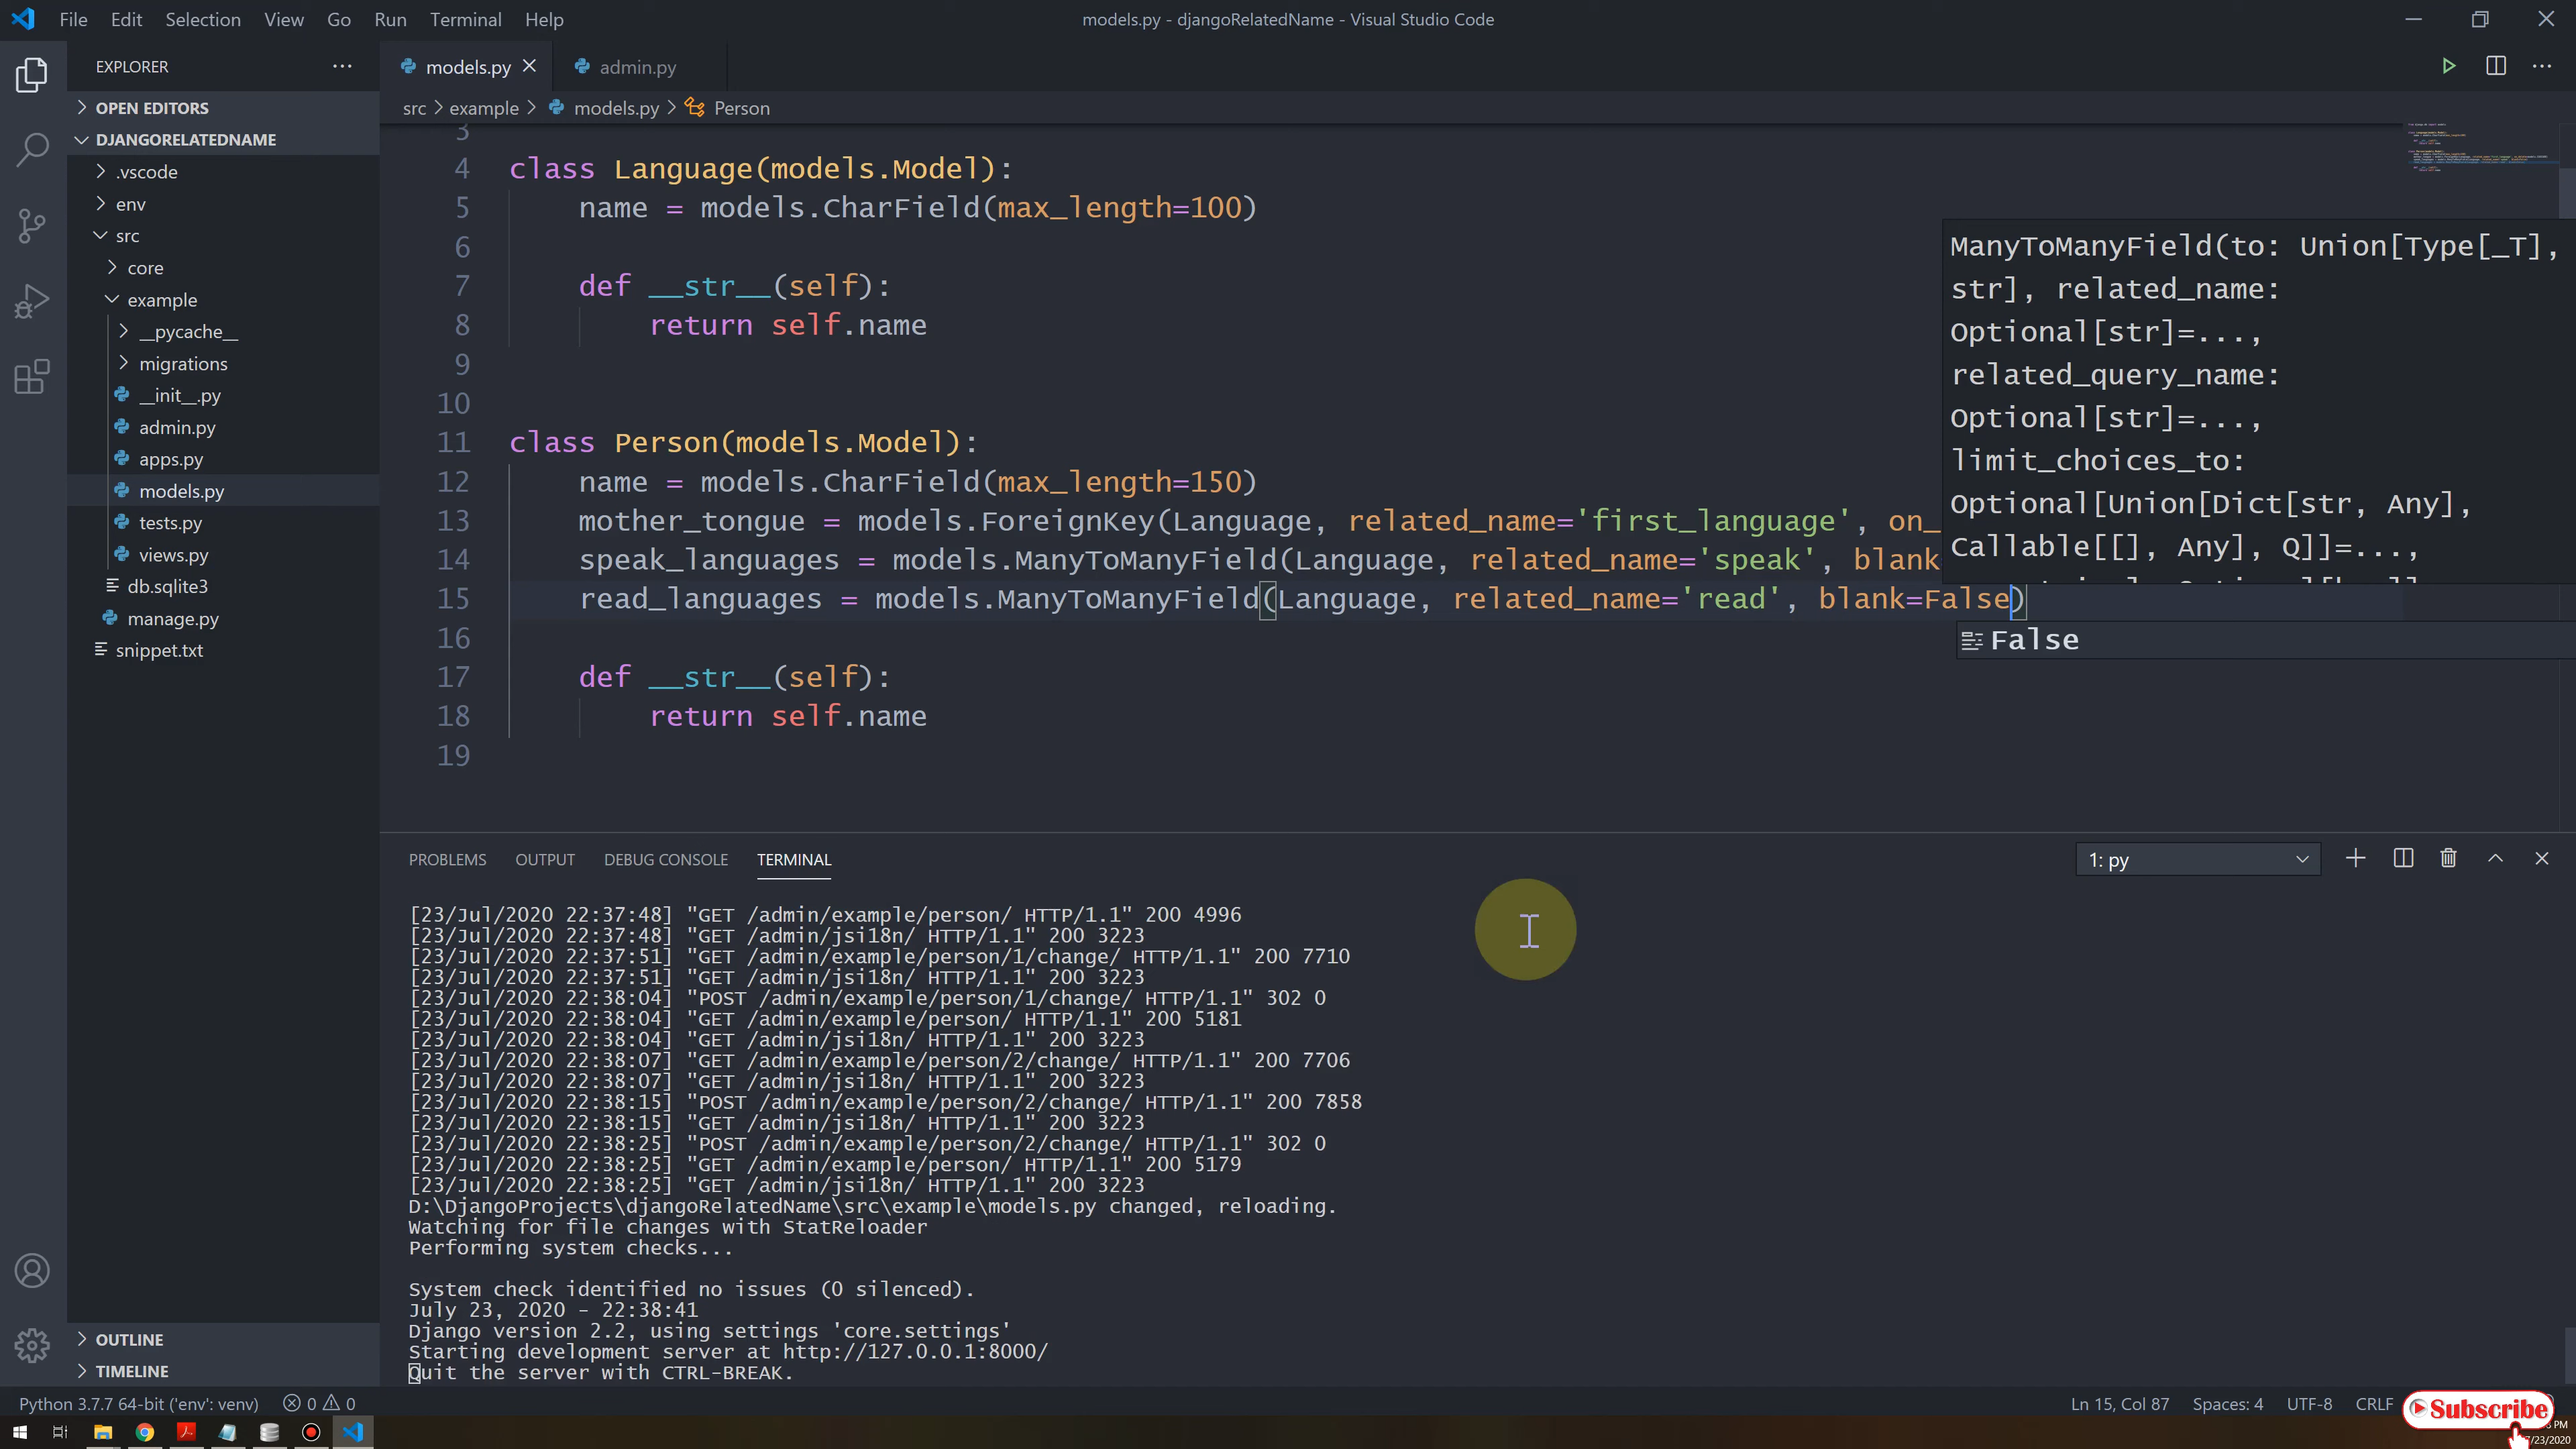 File Edit Selection View Go Run Terminal Help
models.py - djangoRelatedName - Visual Studio Code
EXPLORER
OPEN EDITORS
DJANGORELATEDNAME
.vscode
env
src
core
example
__pycache__
migrations
__init__.py
admin.py
apps.py
models.py
tests.py
views.py
db.sqlite3
manage.py
snippet.txt
OUTLINE
TIMELINE
models.py
admin.py
src > example > models.py > Person
3
4 class Language(models.Model):
5 name = models.CharField(max_length=100)
6
7 def __str__(self):
8 return self.name
9
10
11 class Person(models.Model):
12 name = models.CharField(max_length=150)
13 mother_tongue = models.ForeignKey(Language, related_name='first_language', on_
14 speak_languages = models.ManyToManyField(Language, related_name='speak', blank=
15 read_languages = models.ManyToManyField(Language, related_name='read', blank=False)
16
17 def __str__(self):
18 return self.name
19
ManyToManyField(to: Union[Type[_T],
str], related_name:
Optional[str]=...,
related_query_name:
Optional[str]=...,
limit_choices_to:
Optional[Union[Dict[str, Any],
Callable[[], Any], Q]]=...,
False
PROBLEMS OUTPUT DEBUG CONSOLE TERMINAL
1: py
[23/Jul/2020 22:37:48] "GET /admin/example/person/ HTTP/1.1" 200 4996
[23/Jul/2020 22:37:48] "GET /admin/jsi18n/ HTTP/1.1" 200 3223
[23/Jul/2020 22:37:51] "GET /admin/example/person/1/change/ HTTP/1.1" 200 7710
[23/Jul/2020 22:37:51] "GET /admin/jsi18n/ HTTP/1.1" 200 3223
[23/Jul/2020 22:38:04] "POST /admin/example/person/1/change/ HTTP/1.1" 302 0
[23/Jul/2020 22:38:04] "GET /admin/example/person/ HTTP/1.1" 200 5181
[23/Jul/2020 22:38:04] "GET /admin/jsi18n/ HTTP/1.1" 200 3223
[23/Jul/2020 22:38:07] "GET /admin/example/person/2/change/ HTTP/1.1" 200 7706
[23/Jul/2020 22:38:07] "GET /admin/jsi18n/ HTTP/1.1" 200 3223
[23/Jul/2020 22:38:15] "POST /admin/example/person/2/change/ HTTP/1.1" 200 7858
[23/Jul/2020 22:38:15] "GET /admin/jsi18n/ HTTP/1.1" 200 3223
[23/Jul/2020 22:38:25] "POST /admin/example/person/2/change/ HTTP/1.1" 302 0
[23/Jul/2020 22:38:25] "GET /admin/example/person/ HTTP/1.1" 200 5179
[23/Jul/2020 22:38:25] "GET /admin/jsi18n/ HTTP/1.1" 200 3223
D:\DjangoProjects\djangoRelatedName\src\example\models.py changed, reloading.
Watching for file changes with StatReloader
Performing system checks...
System check identified no issues (0 silenced).
July 23, 2020 - 22:38:41
Django version 2.2, using settings 'core.settings'
Starting development server at http://127.0.0.1:8000/
Quit the server with CTRL-BREAK.
Python 3.7.7 64-bit ('env': venv) 0 0
Ln 15, Col 87 Spaces: 4 UTF-8 CRLF
Subscribe
PM
7/23/2020